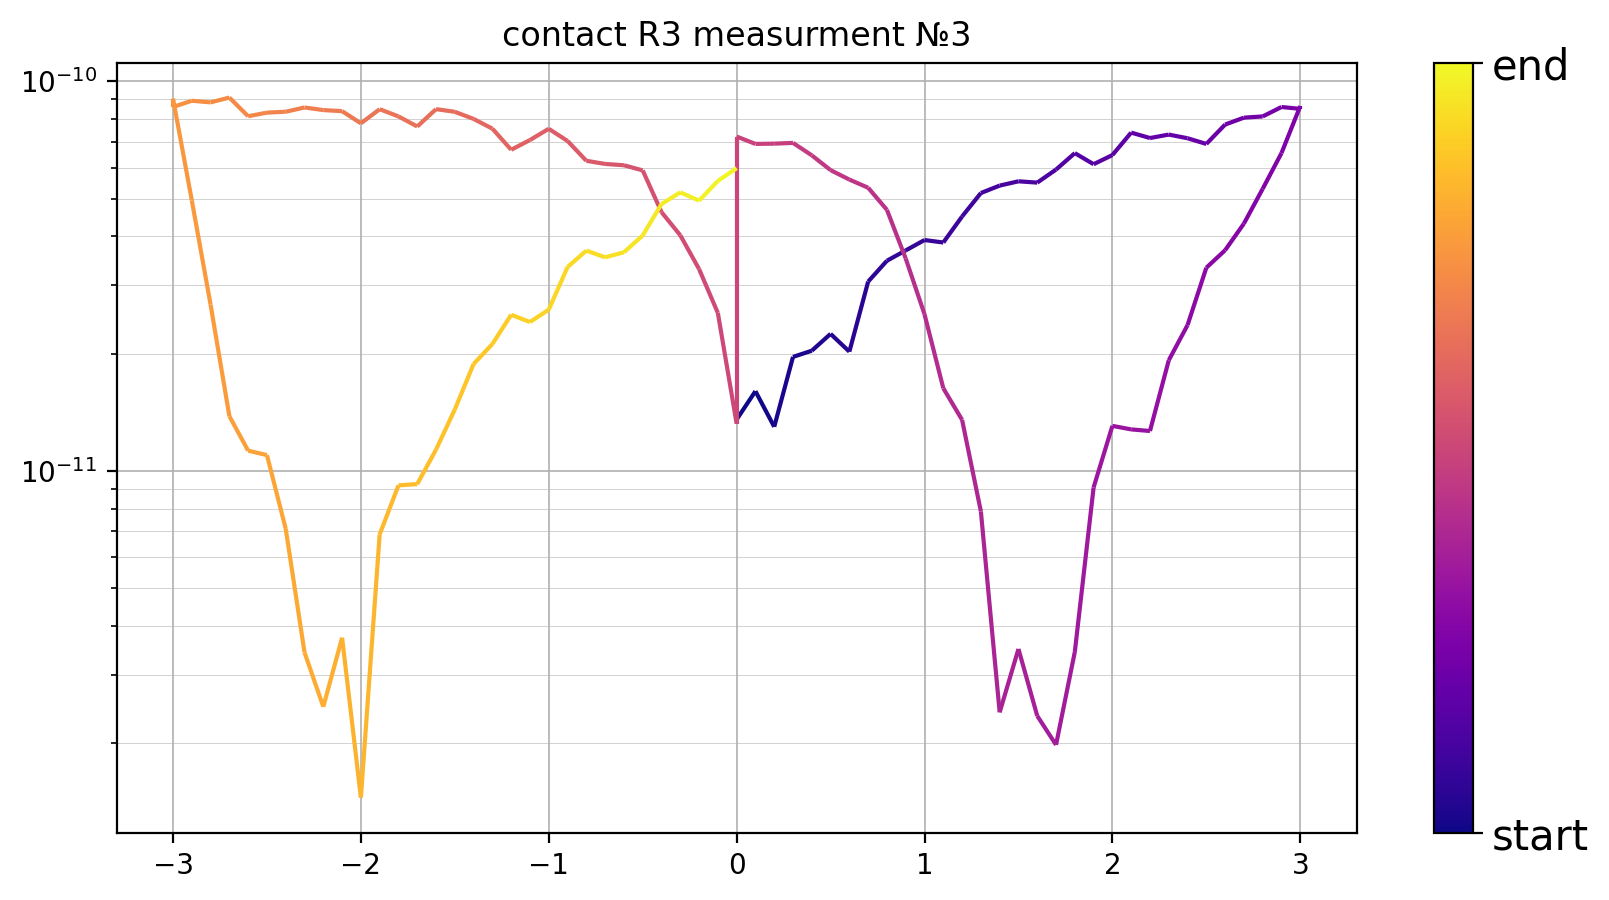 contact R3 measurment №3
10⁻¹⁰
10⁻¹¹
−3 −2 −1 0 1 2 3
end
start